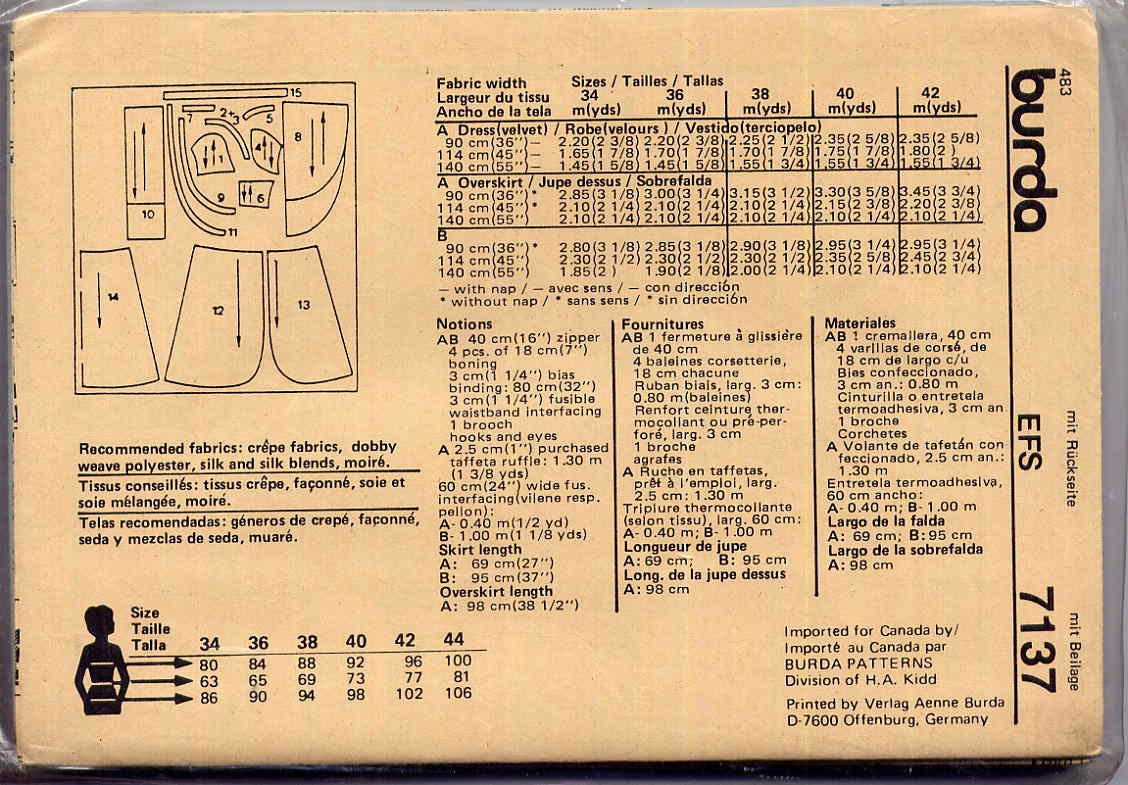 Fabric width Sizes / Tailles / Tallas
Largeur du tissu 34 36 38 40 42
Ancho de la tela m(yds) m(yds) m(yds) m(yds) m(yds)
A Dress(velvet) / Robe(velours) / Vestido(terciopelo)
90 cm(36")— 2.20(2 3/8) 2.20(2 3/8) 2.25(2 1/2) 2.35(2 5/8) 2.35(2 5/8)
114 cm(45")— 1.65(1 7/8) 1.70(1 7/8) 1.70(1 7/8) 1.75(1 7/8) 1.80(2 )
140 cm(55")— 1.45(1 5/8) 1.45(1 5/8) 1.55(1 3/4) 1.55(1 3/4) 1.55(1 3/4)
A Overskirt / Jupe dessus / Sobrefalda
90 cm(36")* 2.85(3 1/8) 3.00(3 1/4) 3.15(3 1/2) 3.30(3 5/8) 3.45(3 3/4)
114 cm(45")* 2.10(2 1/4) 2.10(2 1/4) 2.10(2 1/4) 2.15(2 3/8) 2.20(2 3/8)
140 cm(55") 2.10(2 1/4) 2.10(2 1/4) 2.10(2 1/4) 2.10(2 1/4) 2.10(2 1/4)
B
90 cm(36")* 2.80(3 1/8) 2.85(3 1/8) 2.90(3 1/8) 2.95(3 1/4) 2.95(3 1/4)
114 cm(45") 2.30(2 1/2) 2.30(2 1/2) 2.30(2 1/2) 2.35(2 5/8) 2.45(2 3/4)
140 cm(55") 1.85(2 ) 1.90(2 1/8) 2.00(2 1/4) 2.10(2 1/4) 2.10(2 1/4)
— with nap / — avec sens / — con dirección
* without nap / * sans sens / * sin dirección
15
7
2+3
5
8
4
1
9
6
10
11
14
12
13
Recommended fabrics: crêpe fabrics, dobby
weave polyester, silk and silk blends, moiré.
Tissus conseillés: tissus crêpe, façonné, soie et
soie mélangée, moiré.
Telas recomendadas: géneros de crepé, façonné,
seda y mezclas de seda, muaré.
Notions
AB 40 cm(16") zipper
4 pcs. of 18 cm(7")
boning
3 cm(1 1/4") bias
binding: 80 cm(32")
3 cm(1 1/4") fusible
waistband interfacing
1 brooch
hooks and eyes
A 2.5 cm(1") purchased
taffeta ruffle: 1.30 m
(1 3/8 yds)
60 cm(24") wide fus.
interfacing(vilene resp.
pellon):
A- 0.40 m(1/2 yd)
B- 1.00 m(1 1/8 yds)
Skirt length
A: 69 cm(27")
B: 95 cm(37")
Overskirt length
A: 98 cm(38 1/2")
Fournitures
AB 1 fermeture à glissière
de 40 cm
4 baleines corsetterie,
18 cm chacune
Ruban biais, larg. 3 cm:
0.80 m(baleines)
Renfort ceinture ther-
mocollant ou pré-per-
foré, larg. 3 cm
1 broche
agrafes
A Ruche en taffetas,
prêt à l'emploi, larg.
2.5 cm: 1.30 m
Triplure thermocollante
(selon tissu), larg. 60 cm:
A- 0.40 m; B- 1.00 m
Longueur de jupe
A: 69 cm; B: 95 cm
Long. de la jupe dessus
A: 98 cm
Materiales
AB 1 cremallera, 40 cm
4 varillas de corsé, de
18 cm de largo c/u
Bies confeccionado,
3 cm an.: 0.80 m
Cinturilla o entretela
termoadhesiva, 3 cm an
1 broche
Corchetes
A Volante de tafetán con
feccionado, 2.5 cm an.:
1.30 m
Entretela termoadhesiva,
60 cm ancho:
A- 0.40 m; B- 1.00 m
Largo de la falda
A: 69 cm; B: 95 cm
Largo de la sobrefalda
A: 98 cm
Size
Taille
Talla 34 36 38 40 42 44
80 84 88 92 96 100
63 65 69 73 77 81
86 90 94 98 102 106
Imported for Canada by/
Importé au Canada par
BURDA PATTERNS
Division of H.A. Kidd
Printed by Verlag Aenne Burda
D-7600 Offenburg, Germany
483
burda
mit Rückseite
EFS
mit Beilage
7137